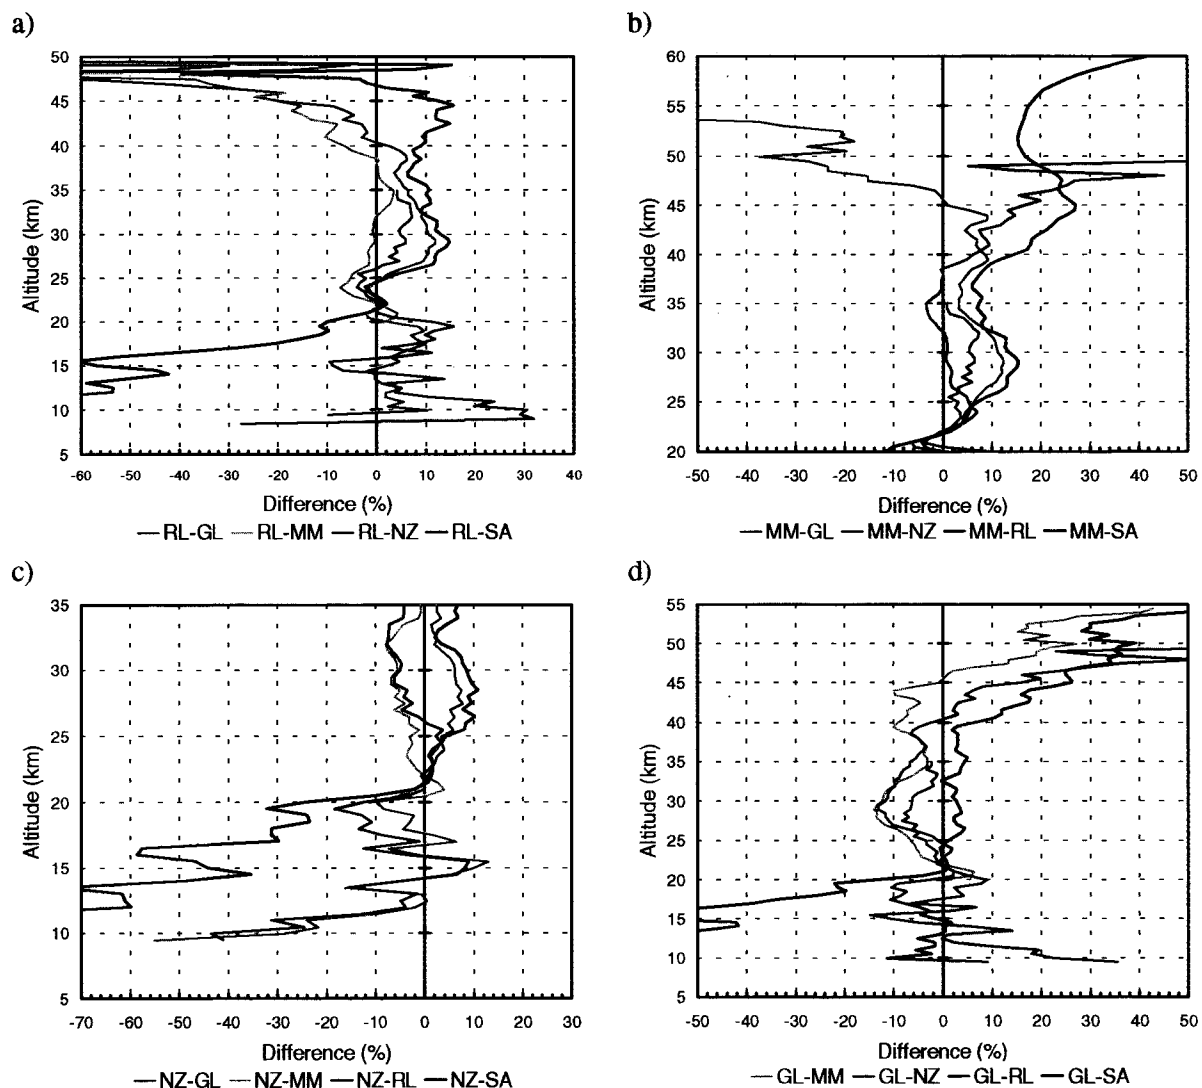 a)
50
45
40
35
30
25
20
15
10
5
Altitude (km)
-60 -50 -40 -30 -20 -10 0 10 20 30 40
Difference (%)
RL-GL RL-MM RL-NZ RL-SA
b)
60
55
50
45
40
35
30
25
20
Altitude (km)
-50 -40 -30 -20 -10 0 10 20 30 40 50
Difference (%)
MM-GL MM-NZ MM-RL MM-SA
c)
35
30
25
20
15
10
5
Altitude (km)
-70 -60 -50 -40 -30 -20 -10 0 10 20 30
Difference (%)
NZ-GL NZ-MM NZ-RL NZ-SA
d)
55
50
45
40
35
30
25
20
15
10
5
Altitude (km)
-50 -40 -30 -20 -10 0 10 20 30 40 50
Difference (%)
GL-MM GL-NZ GL-RL GL-SA